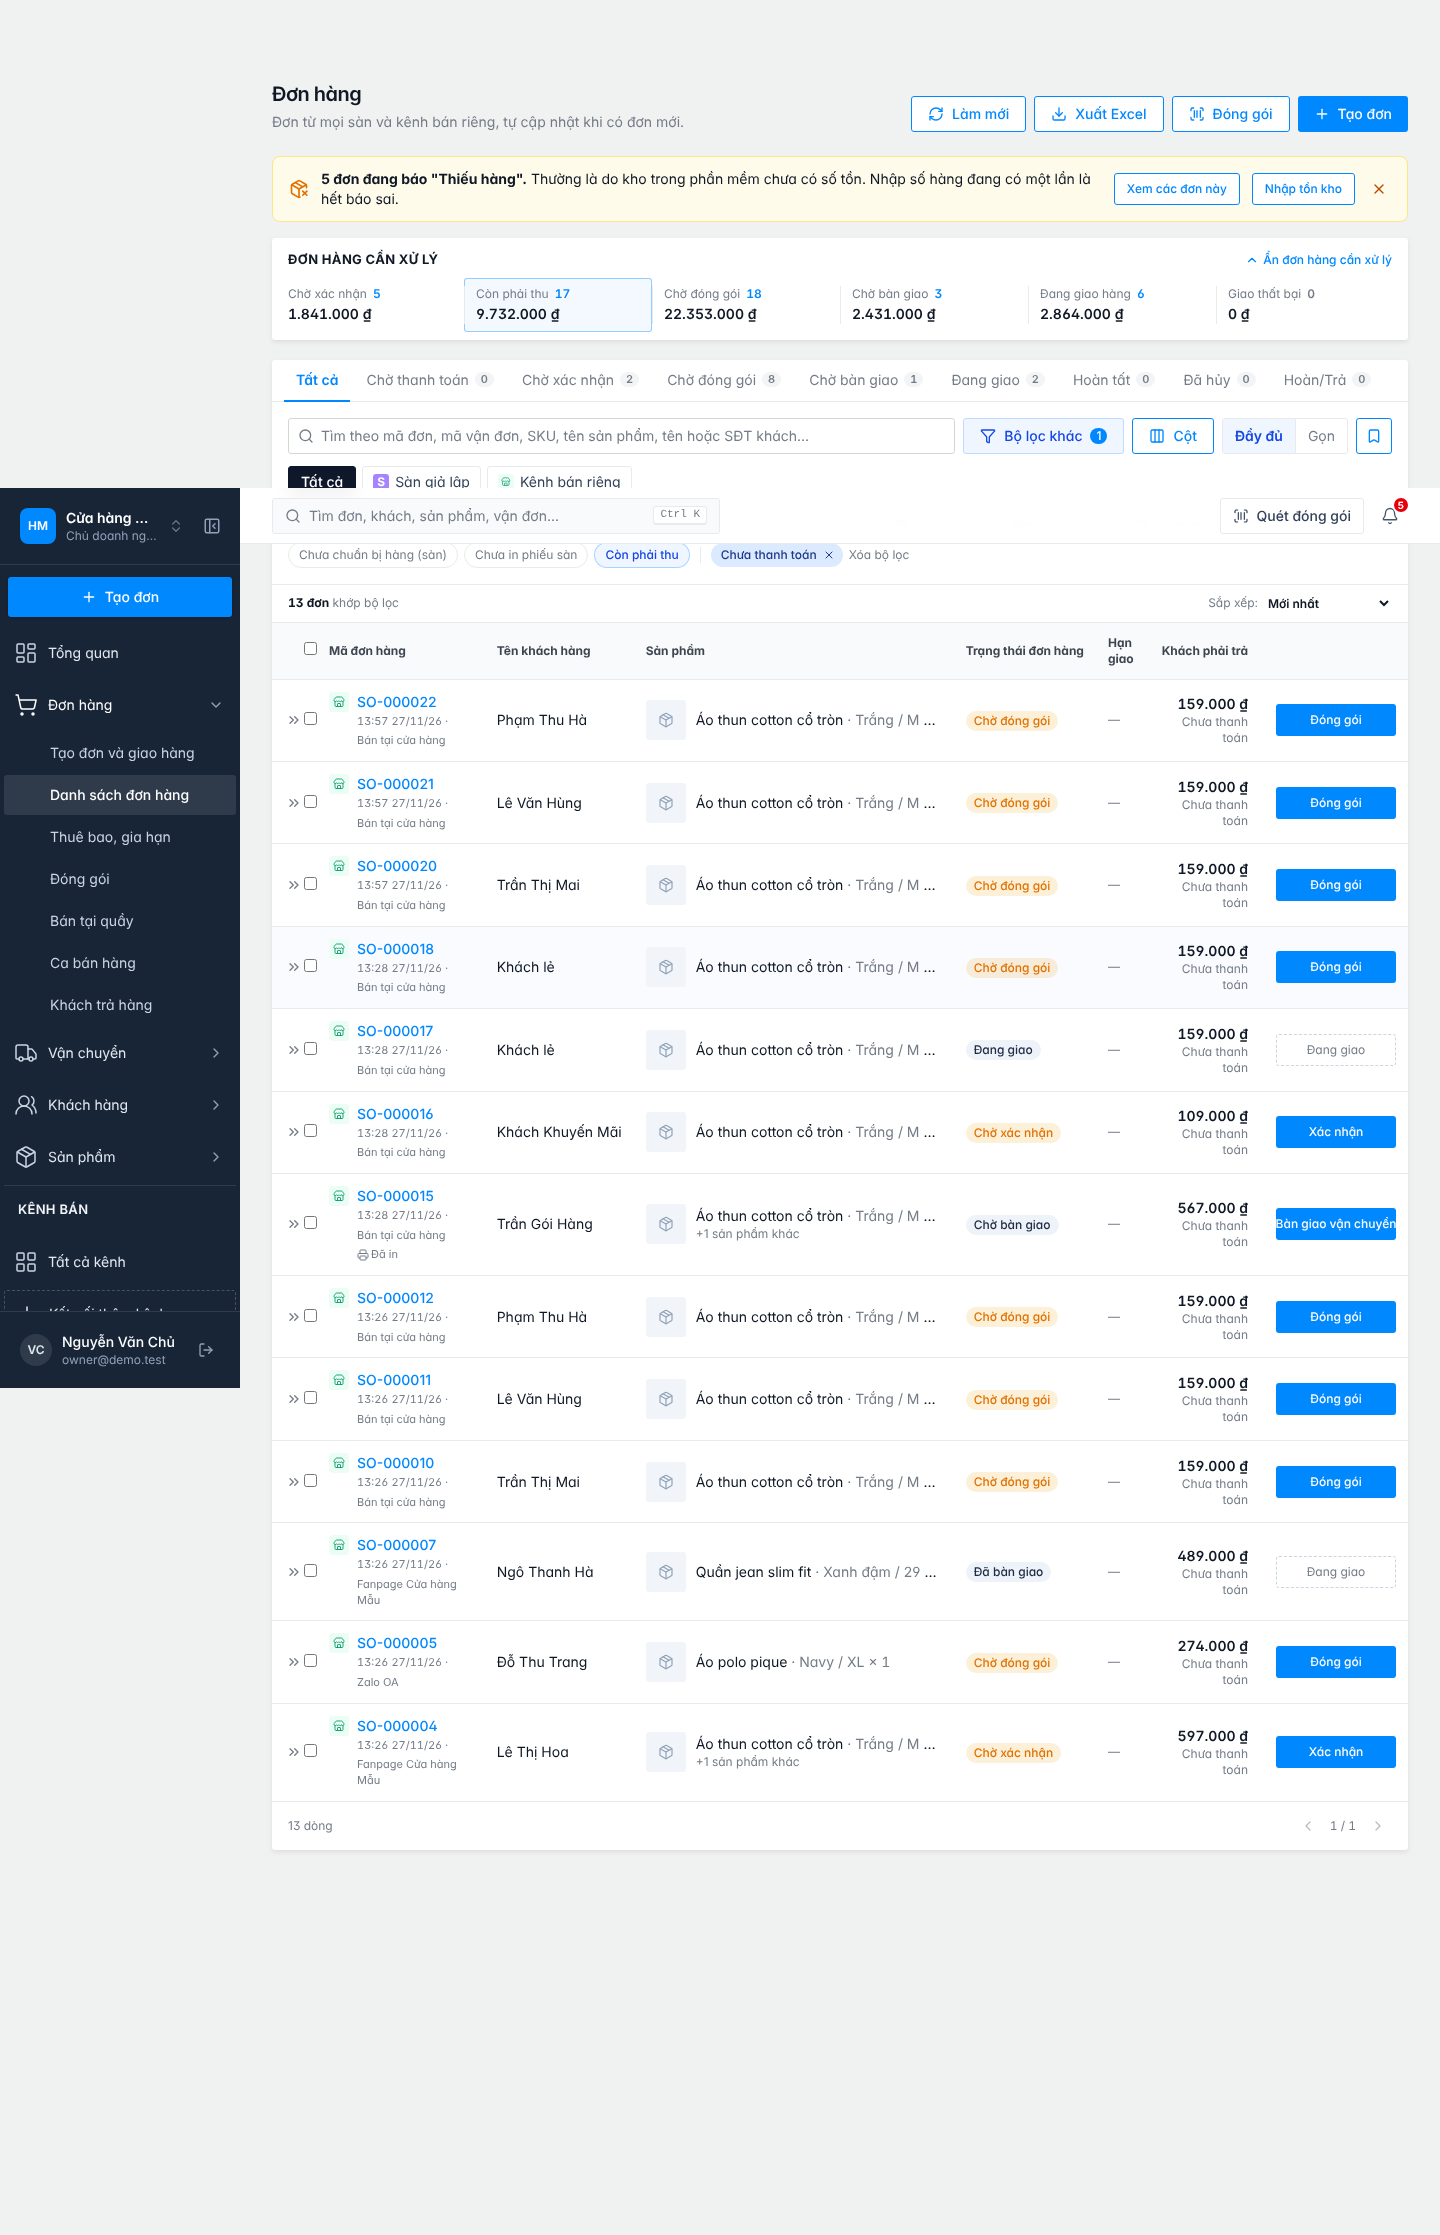 Đơn hàng
Đơn từ mọi sàn và kênh bán riêng, tự cập nhật khi có đơn mới.
Làm mới
Xuất Excel
Đóng gói
Tạo đơn
5 đơn đang báo "Thiếu hàng". Thường là do kho trong phần mềm chưa có số tồn. Nhập số hàng đang có một lần là
hết báo sai.
Xem các đơn này
Nhập tồn kho
ĐƠN HÀNG CẦN XỬ LÝ
Ẩn đơn hàng cần xử lý
Chờ xác nhận 5
1.841.000 ₫
Còn phải thu 17
9.732.000 ₫
Chờ đóng gói 18
22.353.000 ₫
Chờ bàn giao 3
2.431.000 ₫
Đang giao hàng 6
2.864.000 ₫
Giao thất bại 0
0 ₫
Tất cả
Chờ thanh toán 0
Chờ xác nhận 2
Chờ đóng gói 8
Chờ bàn giao 1
Đang giao 2
Hoàn tất 0
Đã hủy 0
Hoàn/Trả 0
Tìm theo mã đơn, mã vận đơn, SKU, tên sản phẩm, tên hoặc SĐT khách...
Bộ lọc khác 1
Cột
Đầy đủ
Gọn
Tất cả
S Sàn giả lập
Kênh bán riêng
HM
Cửa hàng ...
Chủ doanh ng...
Tìm đơn, khách, sản phẩm, vận đơn...
Ctrl K
Quét đóng gói
5
Chưa chuẩn bị hàng (sàn)
Chưa in phiếu sàn
Còn phải thu
Chưa thanh toán
Xóa bộ lọc
Tạo đơn
Tổng quan
Đơn hàng
Tạo đơn và giao hàng
Danh sách đơn hàng
Thuê bao, gia hạn
Đóng gói
Bán tại quầy
Ca bán hàng
Khách trả hàng
Vận chuyển
Khách hàng
Sản phẩm
KÊNH BÁN
Tất cả kênh
VC
Nguyễn Văn Chủ
owner@demo.test
13 đơn khớp bộ lọc
Sắp xếp: Mới nhất
Mã đơn hàng
Tên khách hàng
Sản phẩm
Trạng thái đơn hàng
Hạn
giao
Khách phải trả
SO-000022
13:57 27/11/26 ·
Bán tại cửa hàng
Phạm Thu Hà
Áo thun cotton cổ tròn · Trắng / M ...
Chờ đóng gói
—
159.000 ₫
Chưa thanh
toán
Đóng gói
SO-000021
13:57 27/11/26 ·
Bán tại cửa hàng
Lê Văn Hùng
Áo thun cotton cổ tròn · Trắng / M ...
Chờ đóng gói
—
159.000 ₫
Chưa thanh
toán
Đóng gói
SO-000020
13:57 27/11/26 ·
Bán tại cửa hàng
Trần Thị Mai
Áo thun cotton cổ tròn · Trắng / M ...
Chờ đóng gói
—
159.000 ₫
Chưa thanh
toán
Đóng gói
SO-000018
13:28 27/11/26 ·
Bán tại cửa hàng
Khách lẻ
Áo thun cotton cổ tròn · Trắng / M ...
Chờ đóng gói
—
159.000 ₫
Chưa thanh
toán
Đóng gói
SO-000017
13:28 27/11/26 ·
Bán tại cửa hàng
Khách lẻ
Áo thun cotton cổ tròn · Trắng / M ...
Đang giao
—
159.000 ₫
Chưa thanh
toán
Đang giao
SO-000016
13:28 27/11/26 ·
Bán tại cửa hàng
Khách Khuyến Mãi
Áo thun cotton cổ tròn · Trắng / M ...
Chờ xác nhận
—
109.000 ₫
Chưa thanh
toán
Xác nhận
SO-000015
13:28 27/11/26 ·
Bán tại cửa hàng
Đã in
Trần Gói Hàng
Áo thun cotton cổ tròn · Trắng / M ...
+1 sản phẩm khác
Chờ bàn giao
—
567.000 ₫
Chưa thanh
toán
Bàn giao vận chuyển
SO-000012
13:26 27/11/26 ·
Bán tại cửa hàng
Phạm Thu Hà
Áo thun cotton cổ tròn · Trắng / M ...
Chờ đóng gói
—
159.000 ₫
Chưa thanh
toán
Đóng gói
SO-000011
13:26 27/11/26 ·
Bán tại cửa hàng
Lê Văn Hùng
Áo thun cotton cổ tròn · Trắng / M ...
Chờ đóng gói
—
159.000 ₫
Chưa thanh
toán
Đóng gói
SO-000010
13:26 27/11/26 ·
Bán tại cửa hàng
Trần Thị Mai
Áo thun cotton cổ tròn · Trắng / M ...
Chờ đóng gói
—
159.000 ₫
Chưa thanh
toán
Đóng gói
SO-000007
13:26 27/11/26 ·
Fanpage Cửa hàng
Mẫu
Ngô Thanh Hà
Quần jean slim fit · Xanh đậm / 29 ...
Đã bàn giao
—
489.000 ₫
Chưa thanh
toán
Đang giao
SO-000005
13:26 27/11/26 ·
Zalo OA
Đỗ Thu Trang
Áo polo pique · Navy / XL × 1
Chờ đóng gói
—
274.000 ₫
Chưa thanh
toán
Đóng gói
SO-000004
13:26 27/11/26 ·
Fanpage Cửa hàng
Mẫu
Lê Thị Hoa
Áo thun cotton cổ tròn · Trắng / M ...
+1 sản phẩm khác
Chờ xác nhận
—
597.000 ₫
Chưa thanh
toán
Xác nhận
13 dòng
1 / 1